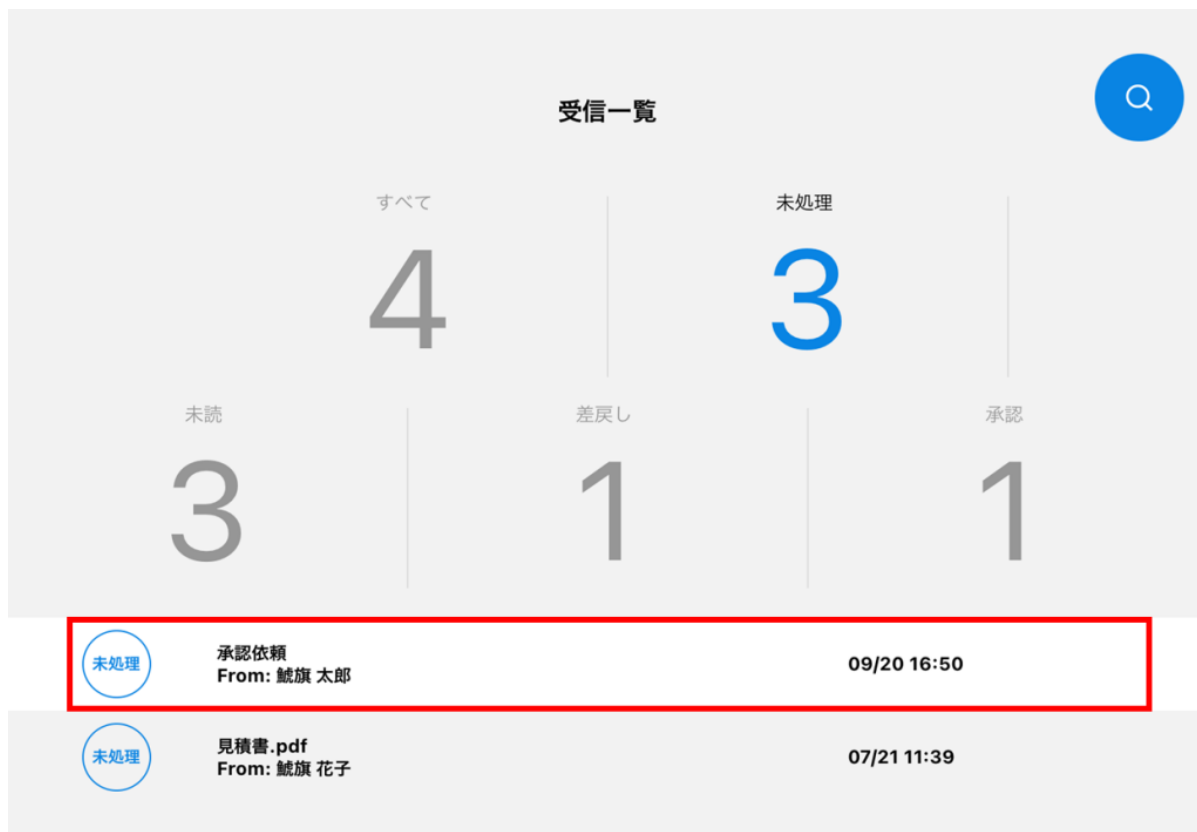 受信一覧
すべて
未処理
4
3
未読
差戻し
承認
3
1
1
未処理
承認依頼
From: 鯱旗 太郎
09/20 16:50
未処理
見積書.pdf
From: 鯱旗 花子
07/21 11:39